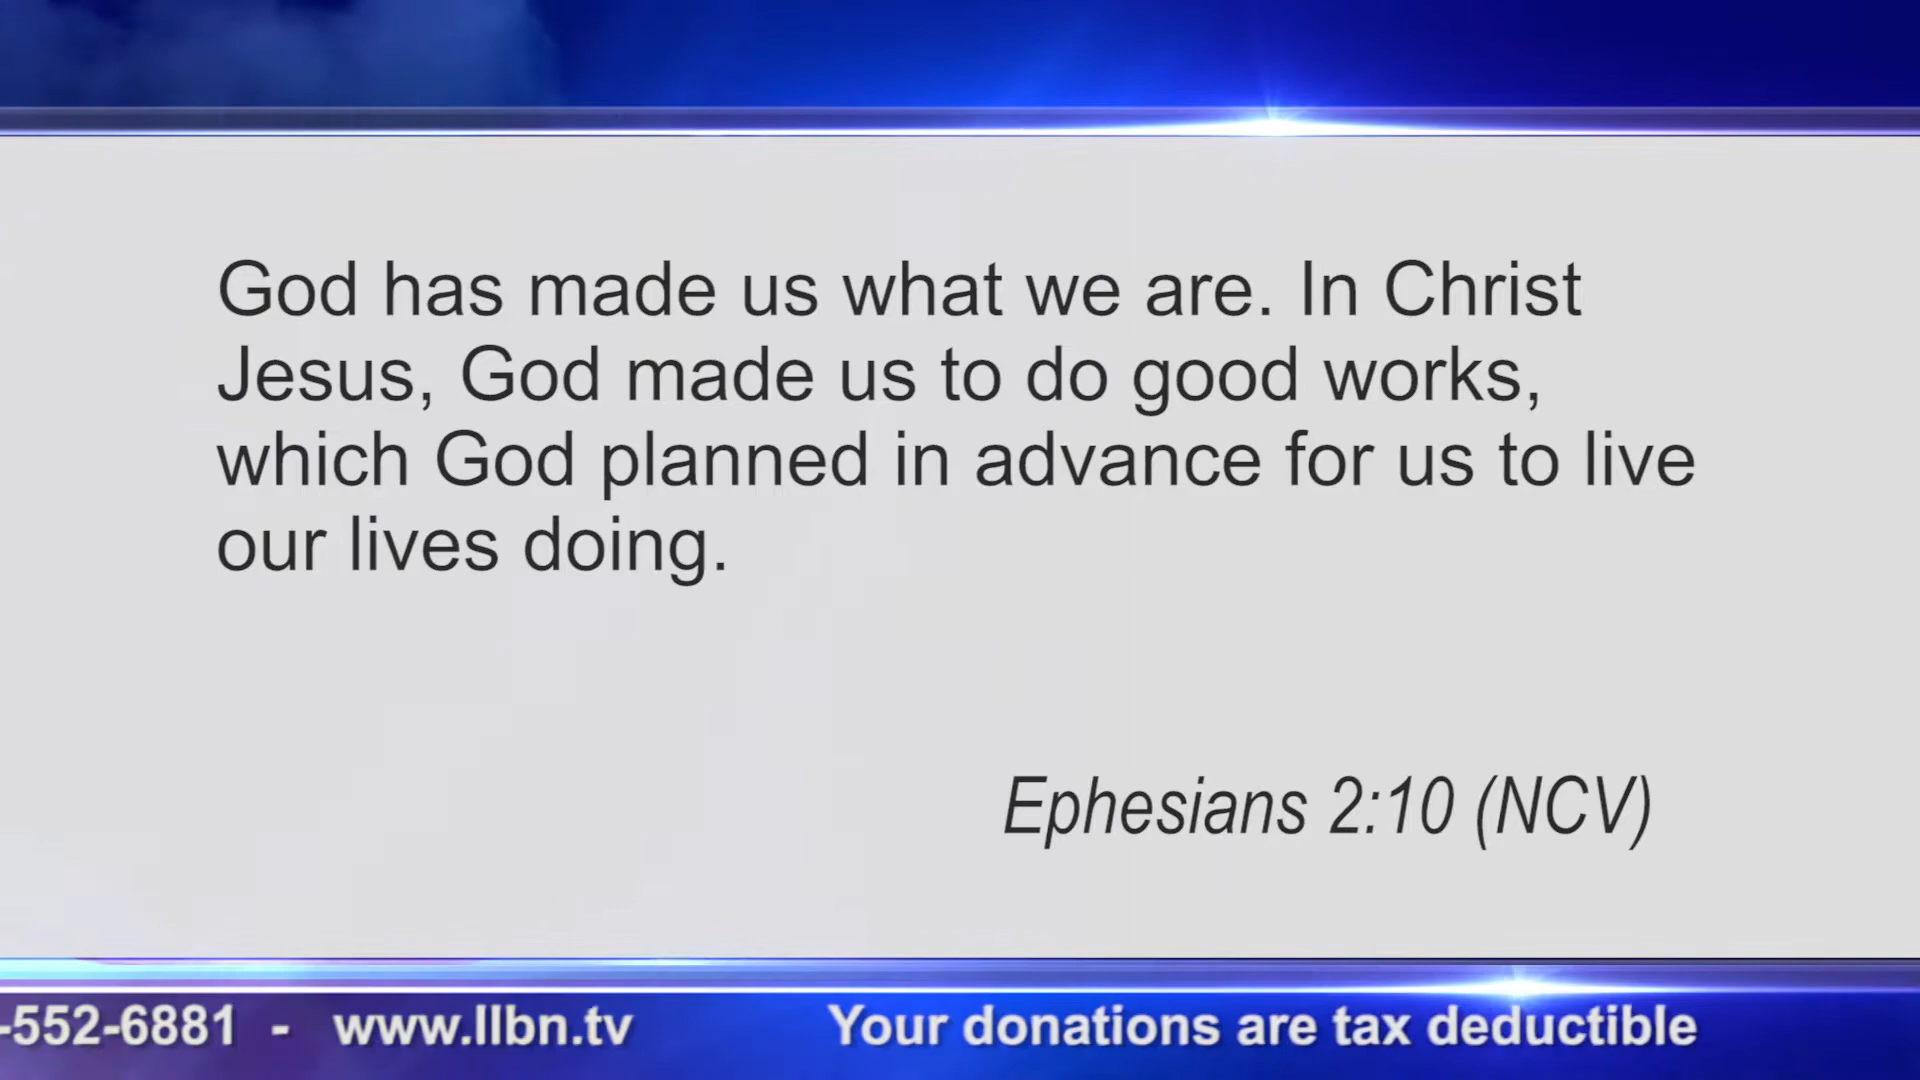 God has made us what we are. In Christ
Jesus, God made us to do good works,
which God planned in advance for us to live
our lives doing.
Ephesians 2:10 (NCV)
-552-6881 - www.llbn.tv Your donations are tax deductible